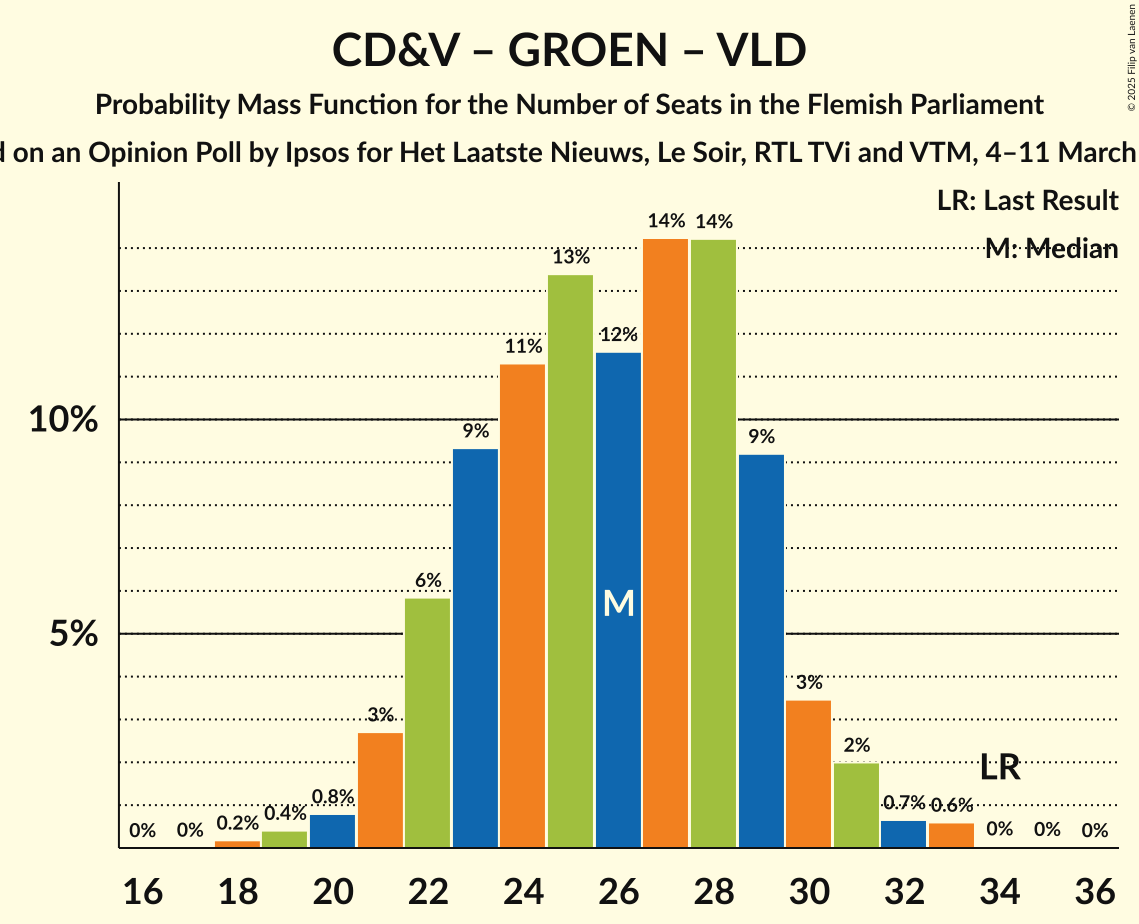 CD&V – GROEN – VLD
Probability Mass Function for the Number of Seats in the Flemish Parliament
on an Opinion Poll by Ipsos for Het Laatste Nieuws, Le Soir, RTL TVi and VTM, 4–11 March
© 2025 Filip van Laenen
LR: Last Result
M: Median
14% 14%
13%
12%
11%
10%
9% 9%
6%
M
5%
3% 3%
2%
LR
0% 0% 0.2% 0.4% 0.8% 0.7% 0.6% 0% 0% 0%
16 18 20 22 24 26 28 30 32 34 36